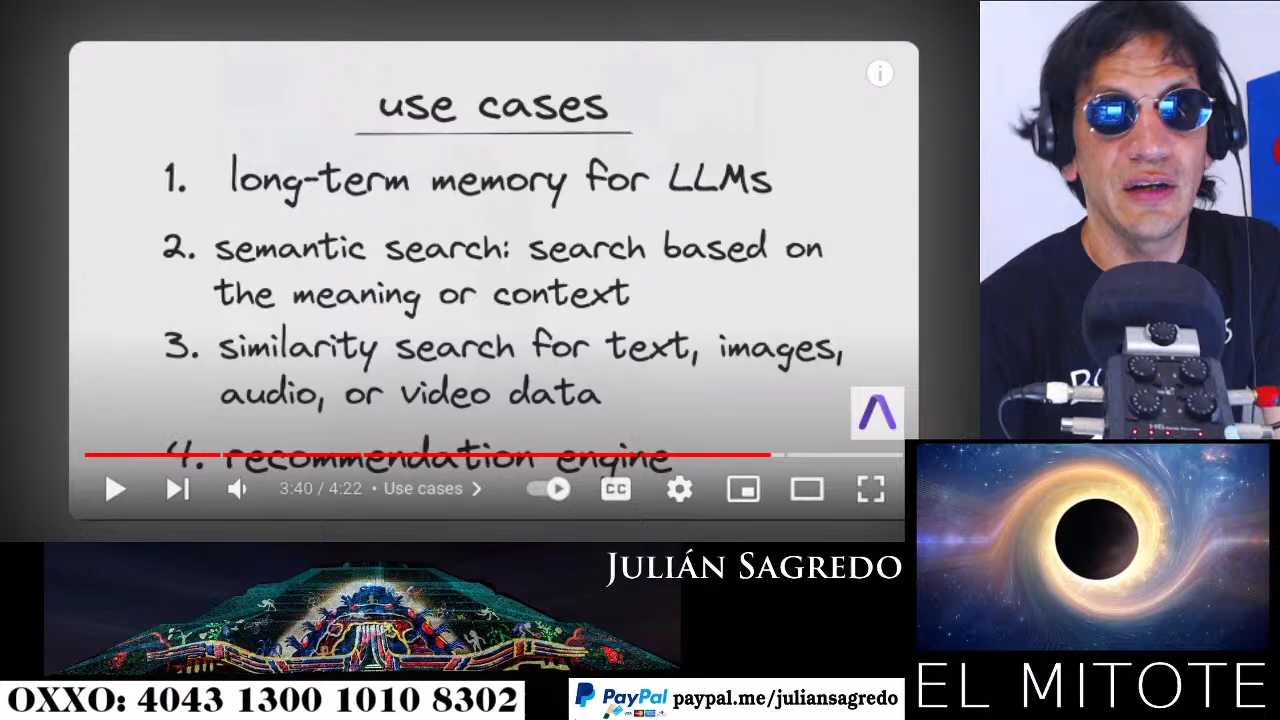 use cases
1. long-term memory for LLMs
2. semantic search: search based on
the meaning or context
3. similarity search for text, images,
audio, or video data
4. recommendation engine
3:40 / 4:22 • Use cases
CC
JULIÁN SAGREDO
EL MITOTE
OXXO: 4043 1300 1010 8302
PayPal paypal.me/juliansagredo